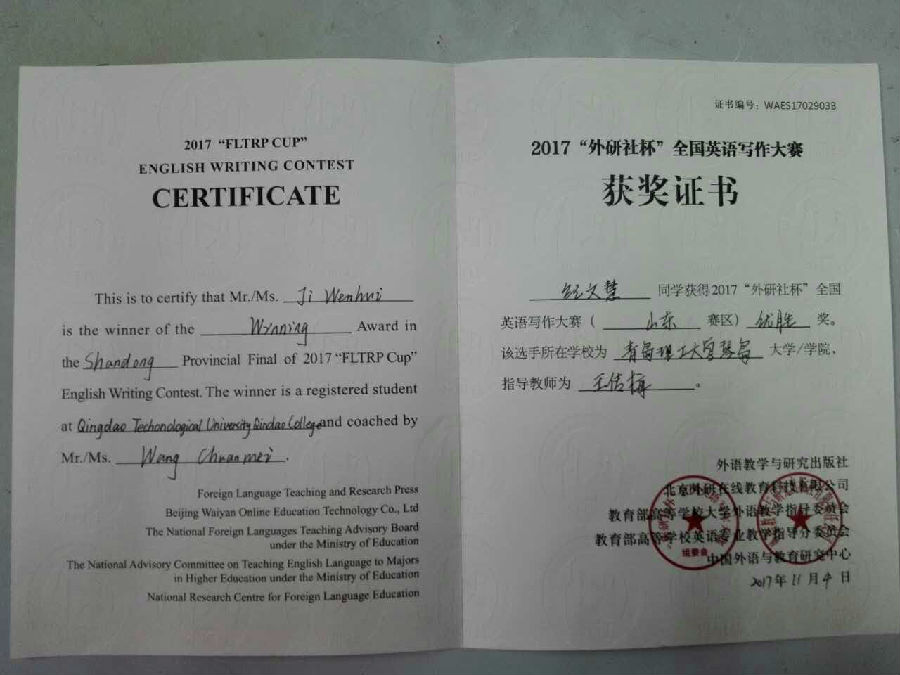 2017 “FLTRP CUP”
ENGLISH WRITING CONTEST
CERTIFICATE
This is to certify that Mr./Ms. Ji Wenhui
is the winner of the Winning Award in
the Shandong Provincial Final of 2017 “FLTRP Cup”
English Writing Contest. The winner is a registered student
at Qingdao Techonological University Qindao College and coached by
Mr./Ms. Wang Chuanmei.
Foreign Language Teaching and Research Press
Beijing Waiyan Online Education Technology Co., Ltd
The National Foreign Languages Teaching Advisory Board
under the Ministry of Education
The National Advisory Committee on Teaching English Language to Majors
in Higher Education under the Ministry of Education
National Research Centre for Foreign Language Education
证书编号：WAES17029033
2017“外研社杯”全国英语写作大赛
获奖证书
文慧 同学获得2017“外研社杯”全国
英语写作大赛（山东 赛区）优胜 奖。
该选手所在学校为 青岛理工大学琴岛 大学/学院，
指导教师为 王传梅。
外语教学与研究出版社
北京外研在线教育科技有限公司
教育部高等学校大学外语教学指导委员会
教育部高等学校英语专业教学指导分委员会
中国外语与教育研究中心
2017年11月 日
组委会